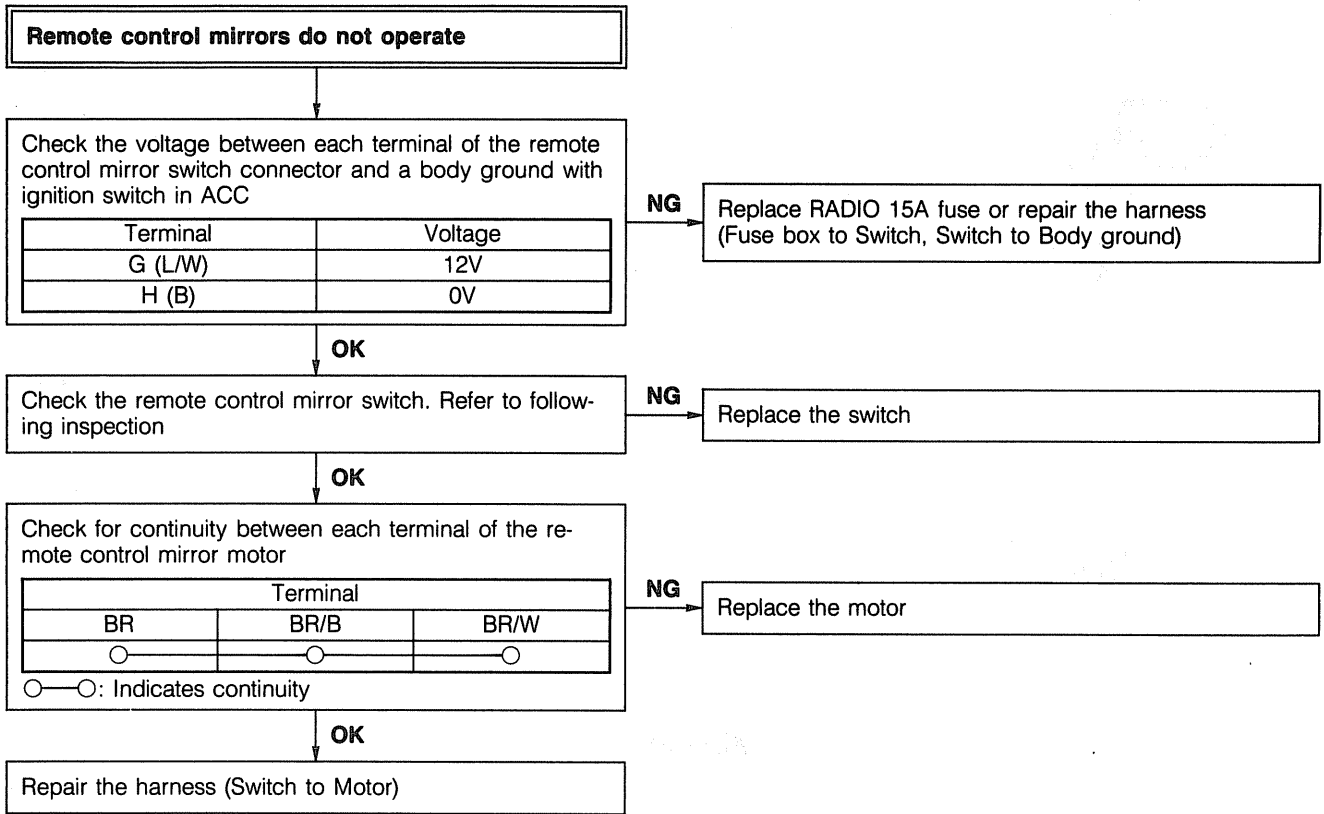 Remote control mirrors do not operate
Check the voltage between each terminal of the remote
control mirror switch connector and a body ground with
ignition switch in ACC
Terminal Voltage
G (L/W) 12V
H (B) 0V
NG
Replace RADIO 15A fuse or repair the harness
(Fuse box to Switch, Switch to Body ground)
OK
Check the remote control mirror switch. Refer to follow-
ing inspection
NG
Replace the switch
OK
Check for continuity between each terminal of the re-
mote control mirror motor
Terminal
BR BR/B BR/W
: Indicates continuity
NG
Replace the motor
OK
Repair the harness (Switch to Motor)